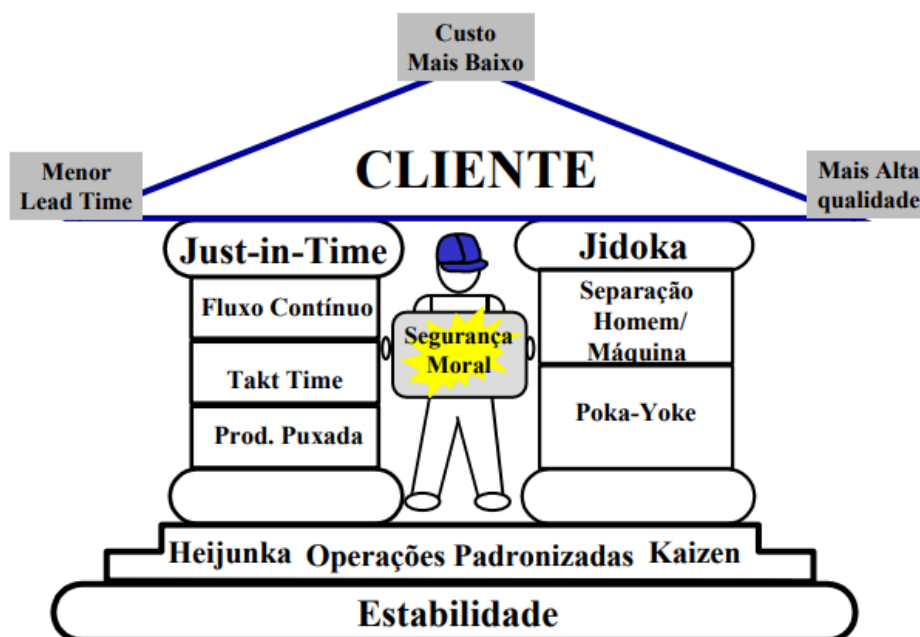 Custo
Mais Baixo
Menor
Lead Time
CLIENTE
Mais Alta
qualidade
Just-in-Time
Fluxo Contínuo
Takt Time
Prod. Puxada
Segurança
Moral
Jidoka
Separação
Homem/
Máquina
Poka-Yoke
Heijunka Operações Padronizadas Kaizen
Estabilidade